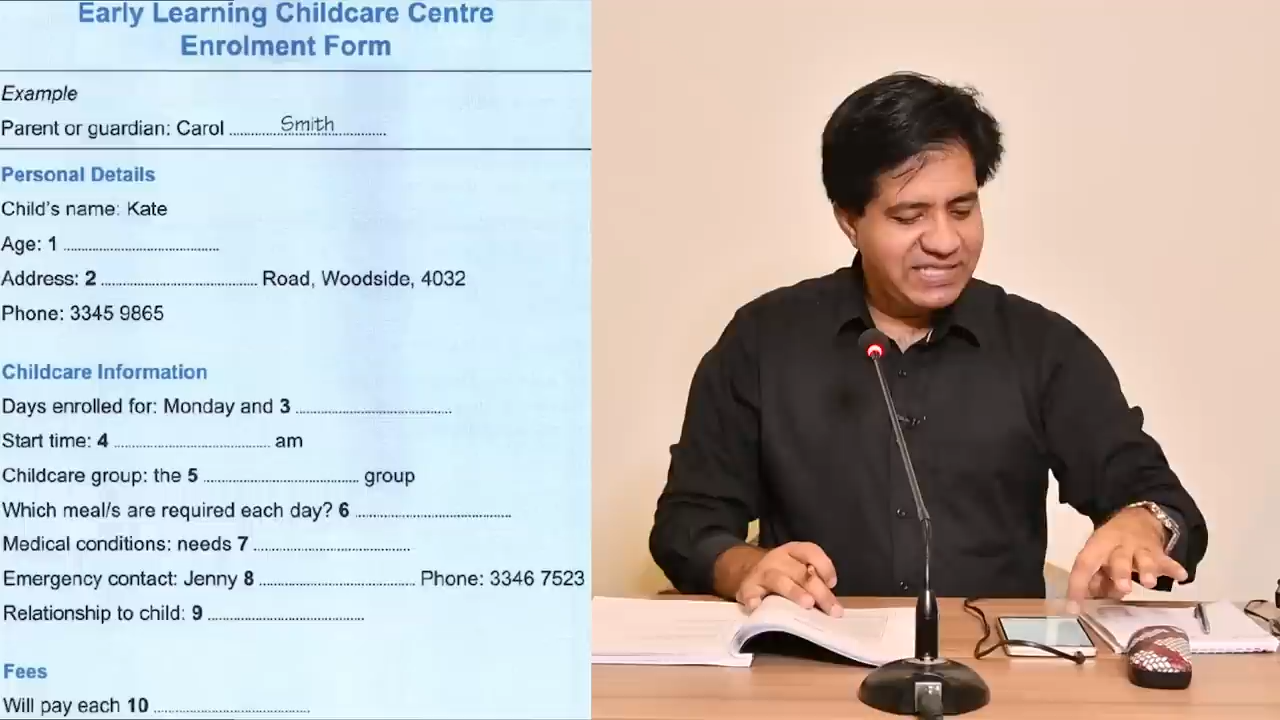 Early Learning Childcare Centre
Enrolment Form
Example
Parent or guardian: Carol ........ Smith ........
Personal Details
Child's name: Kate
Age: 1 ........
Address: 2 ........ Road, Woodside, 4032
Phone: 3345 9865
Childcare Information
Days enrolled for: Monday and 3 ........
Start time: 4 ........ am
Childcare group: the 5 ........ group
Which meal/s are required each day? 6 ........
Medical conditions: needs 7 ........
Emergency contact: Jenny 8 ........ Phone: 3346 7523
Relationship to child: 9 ........
Fees
Will pay each 10 ........